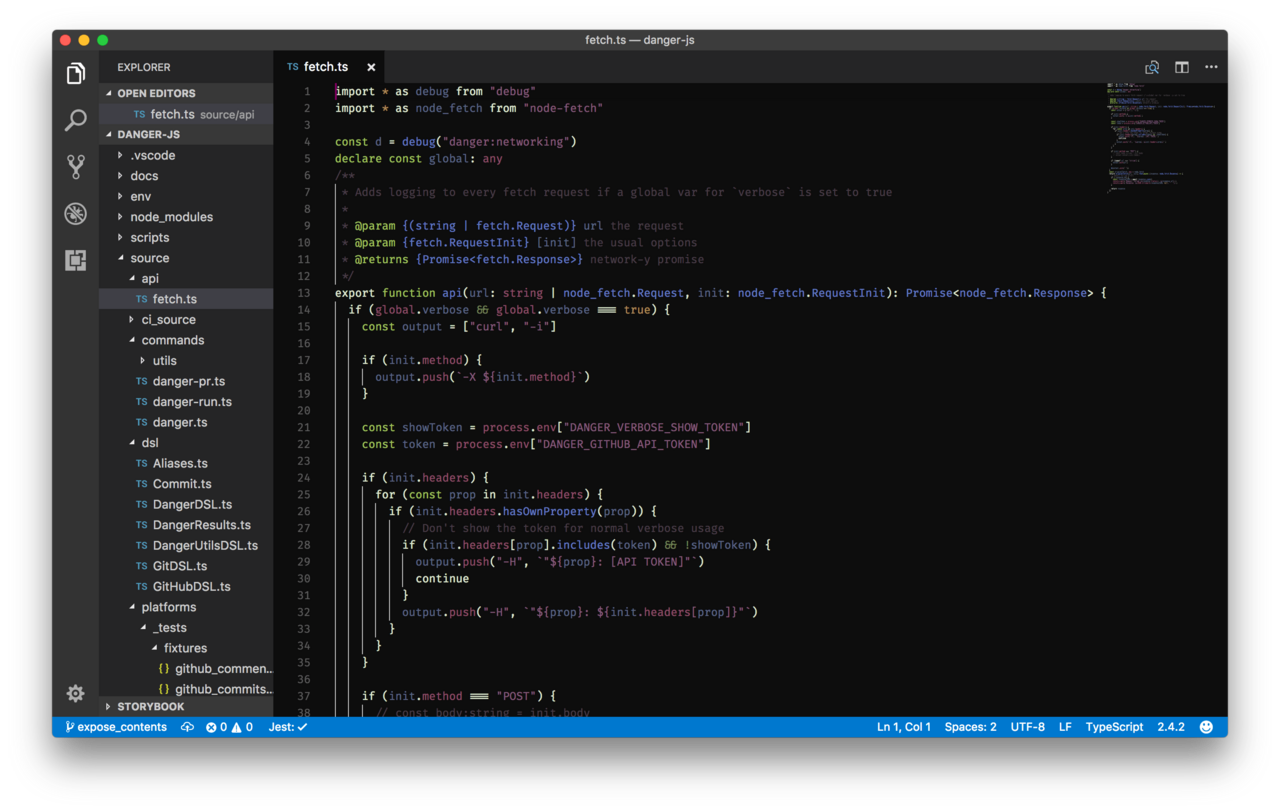 fetch.ts — danger-js
EXPLORER
OPEN EDITORS
TS fetch.ts source/api
DANGER-JS
.vscode
docs
env
node_modules
scripts
source
api
TS fetch.ts
ci_source
commands
utils
TS danger-pr.ts
TS danger-run.ts
TS danger.ts
dsl
TS Aliases.ts
TS Commit.ts
TS DangerDSL.ts
TS DangerResults.ts
TS DangerUtilsDSL.ts
TS GitDSL.ts
TS GitHubDSL.ts
platforms
_tests
fixtures
{} github_commen...
{} github_commits...
STORYBOOK
TS fetch.ts ×
1 import * as debug from "debug"
2 import * as node_fetch from "node-fetch"
3
4 const d = debug("danger:networking")
5 declare const global: any
6 /**
7  * Adds logging to every fetch request if a global var for `verbose` is set to true
8  *
9  * @param {(string | fetch.Request)} url the request
10  * @param {fetch.RequestInit} [init] the usual options
11  * @returns {Promise<fetch.Response>} network-y promise
12  */
13 export function api(url: string | node_fetch.Request, init: node_fetch.RequestInit): Promise<node_fetch.Response> {
14   if (global.verbose && global.verbose === true) {
15     const output = ["curl", "-i"]
16
17     if (init.method) {
18       output.push(`-X ${init.method}`)
19     }
20
21     const showToken = process.env["DANGER_VERBOSE_SHOW_TOKEN"]
22     const token = process.env["DANGER_GITHUB_API_TOKEN"]
23
24     if (init.headers) {
25       for (const prop in init.headers) {
26         if (init.headers.hasOwnProperty(prop)) {
27           // Don't show the token for normal verbose usage
28           if (init.headers[prop].includes(token) && !showToken) {
29             output.push("-H", `"${prop}: [API TOKEN]"`)
30             continue
31           }
32           output.push("-H", `"${prop}: ${init.headers[prop]}"`)
33         }
34       }
35     }
36
37     if (init.method === "POST") {
38       // const body:string = init.body
expose_contents 0 0 Jest: ✓ Ln 1, Col 1 Spaces: 2 UTF-8 LF TypeScript 2.4.2